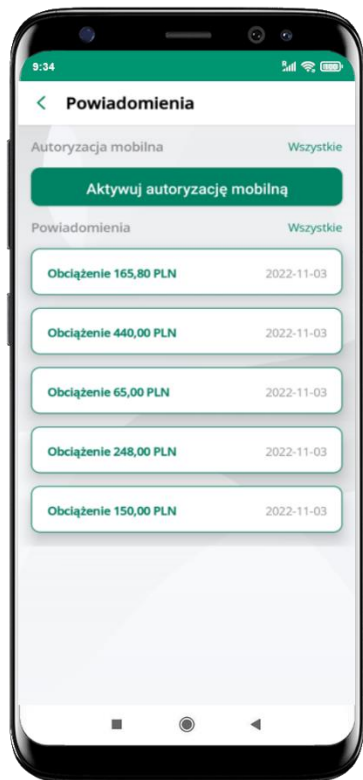 9:34
Powiadomienia
Autoryzacja mobilna Wszystkie
Aktywuj autoryzację mobilną
Powiadomienia Wszystkie
Obciążenie 165,80 PLN 2022-11-03
Obciążenie 440,00 PLN 2022-11-03
Obciążenie 65,00 PLN 2022-11-03
Obciążenie 248,00 PLN 2022-11-03
Obciążenie 150,00 PLN 2022-11-03